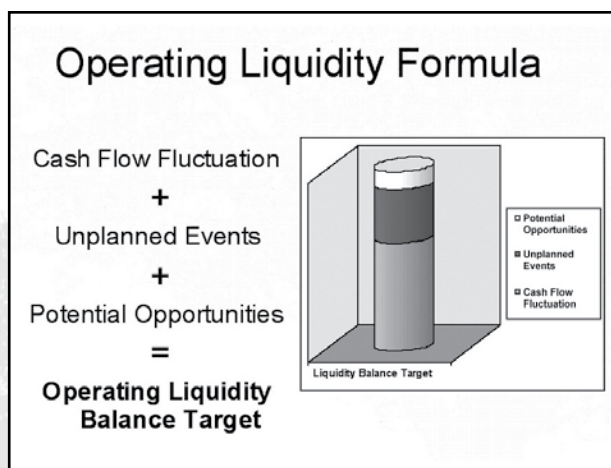 Operating Liquidity Formula
Cash Flow Fluctuation
+
Unplanned Events
+
Potential Opportunities
=
Operating Liquidity
Balance Target
Potential
Opportunities
Unplanned
Events
Cash Flow
Fluctuation
Liquidity Balance Target